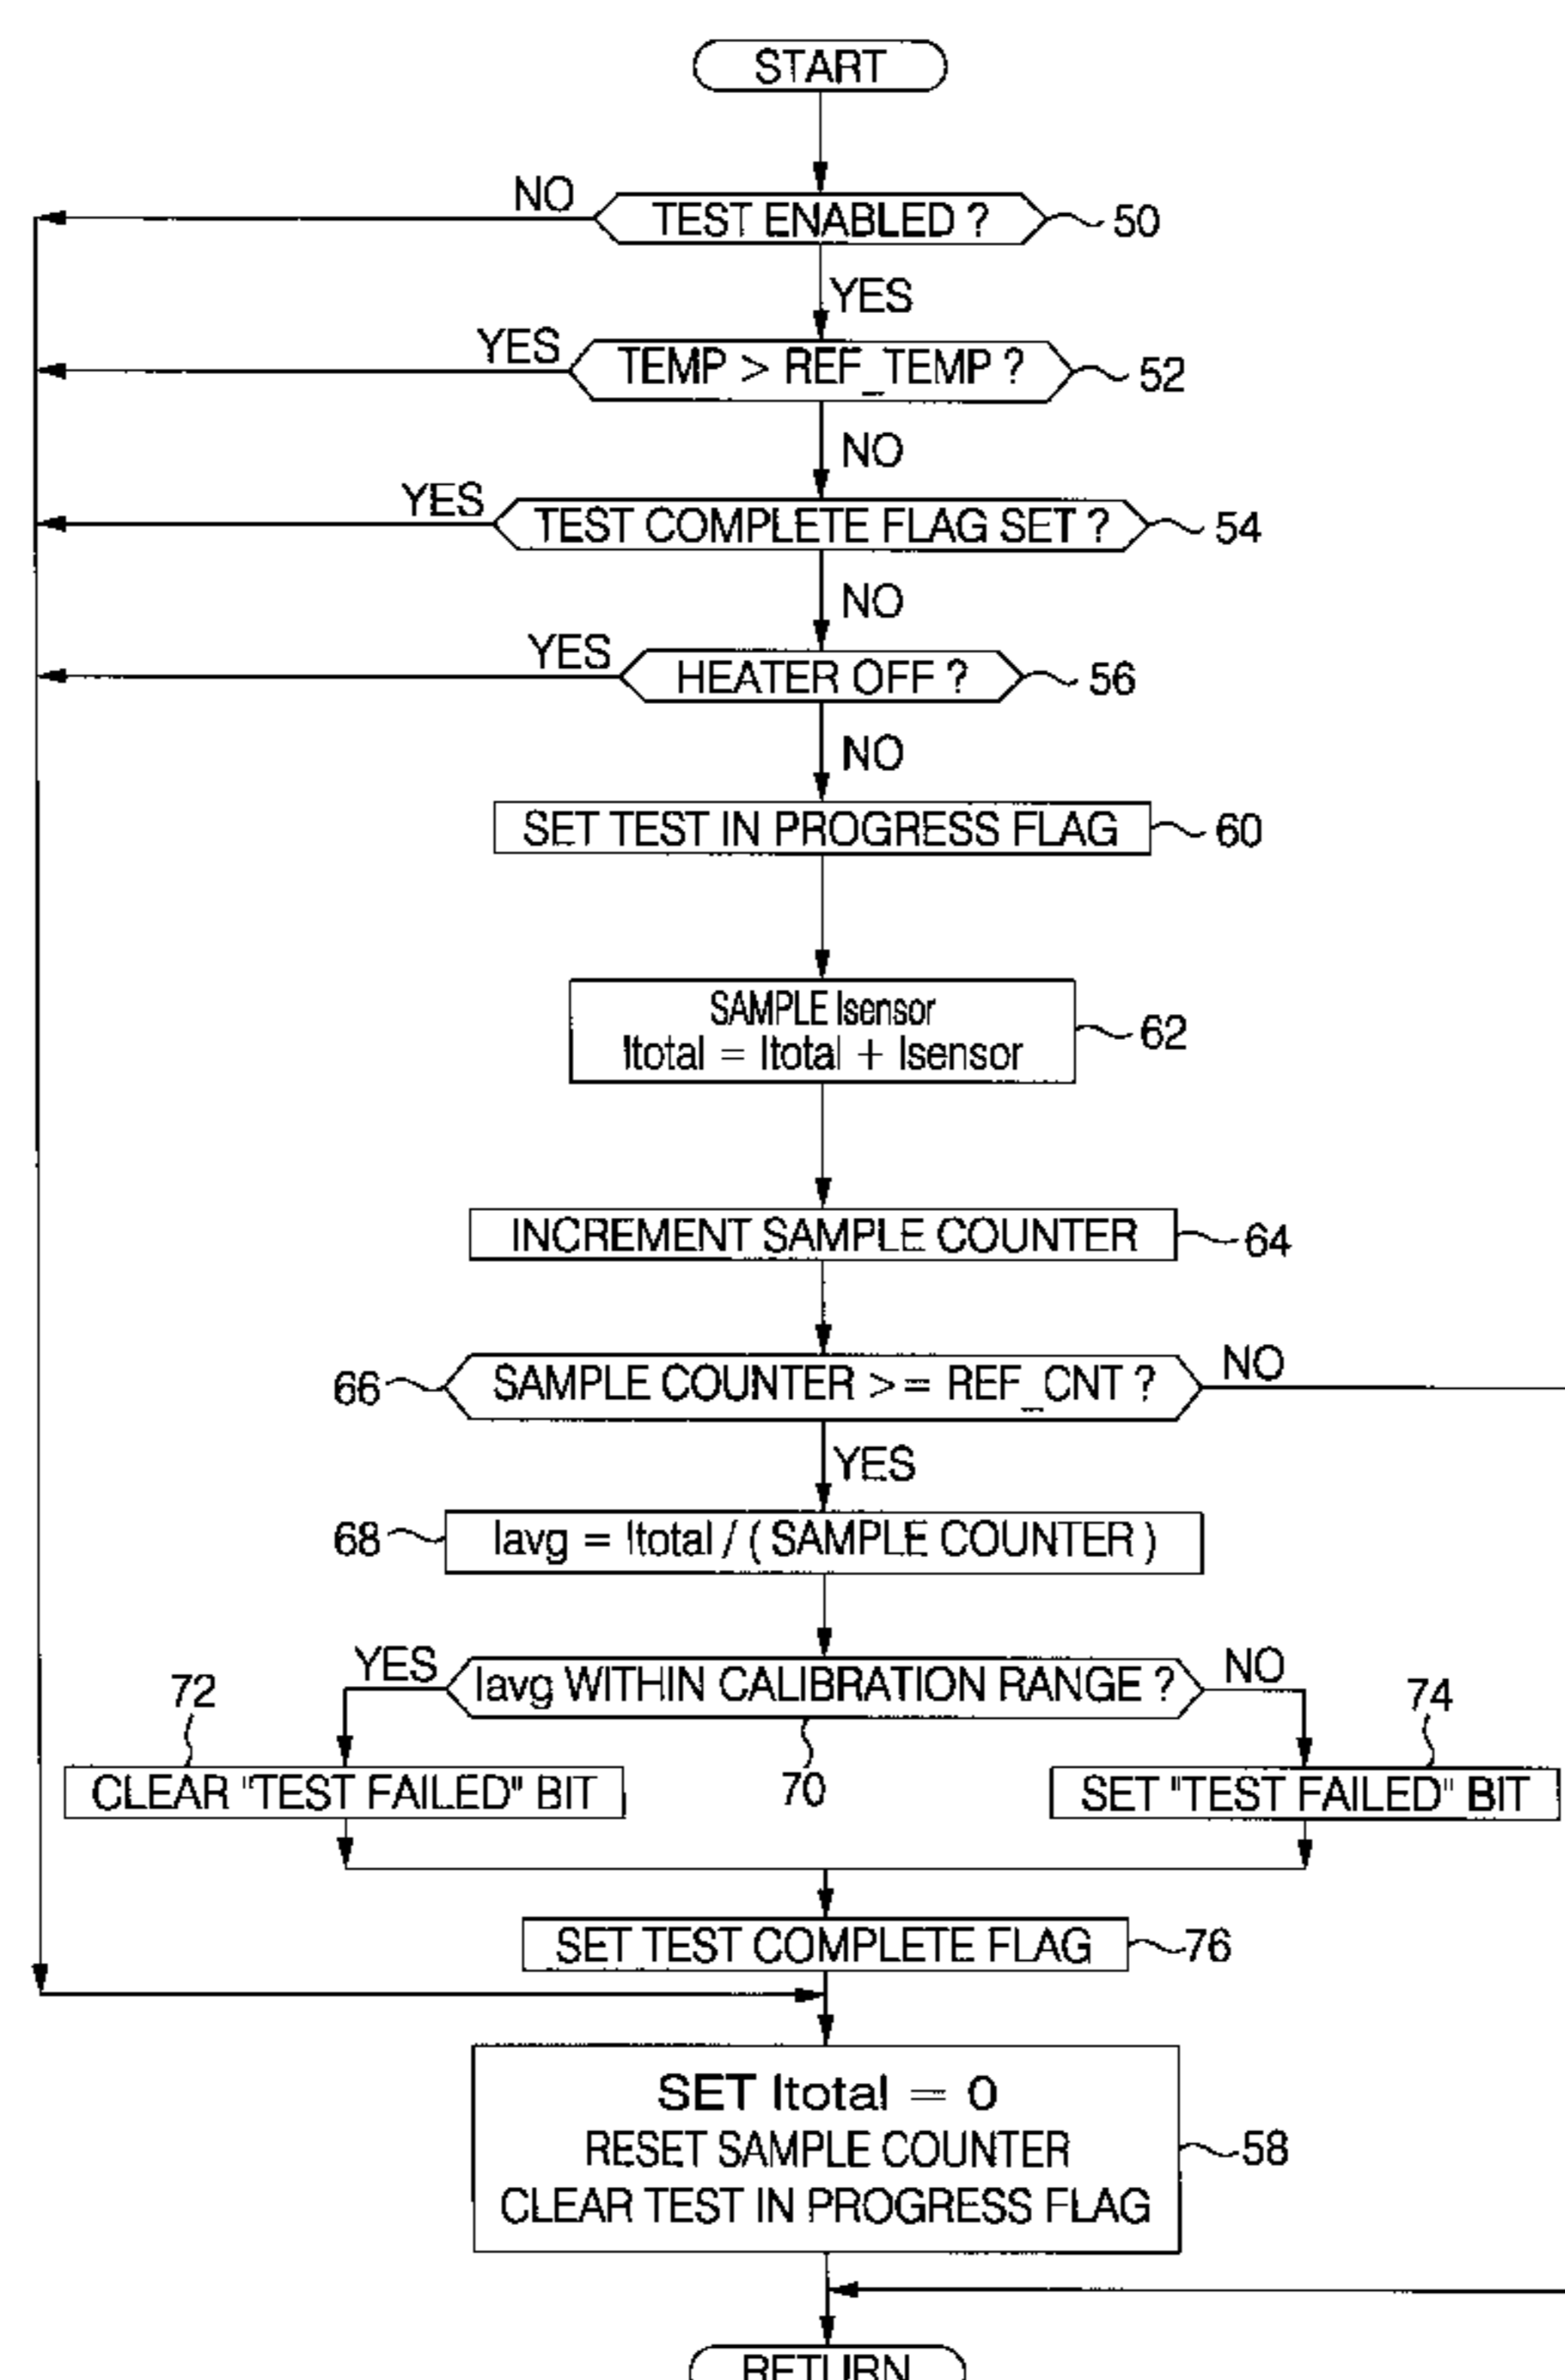 START
NO
TEST ENABLED ?
50
YES
YES
TEMP > REF_TEMP ?
52
NO
YES
TEST COMPLETE FLAG SET ?
54
NO
YES
HEATER OFF ?
56
NO
SET TEST IN PROGRESS FLAG
60
SAMPLE Isensor
Itotal = Itotal + Isensor
62
INCREMENT SAMPLE COUNTER
64
66
SAMPLE COUNTER >= REF_CNT ?
NO
YES
68
Iavg = Itotal / ( SAMPLE COUNTER )
YES
Iavg WITHIN CALIBRATION RANGE ?
NO
72
74
70
CLEAR "TEST FAILED" BIT
SET "TEST FAILED" BIT
SET TEST COMPLETE FLAG
76
SET Itotal = 0
RESET SAMPLE COUNTER
CLEAR TEST IN PROGRESS FLAG
58
RETURN